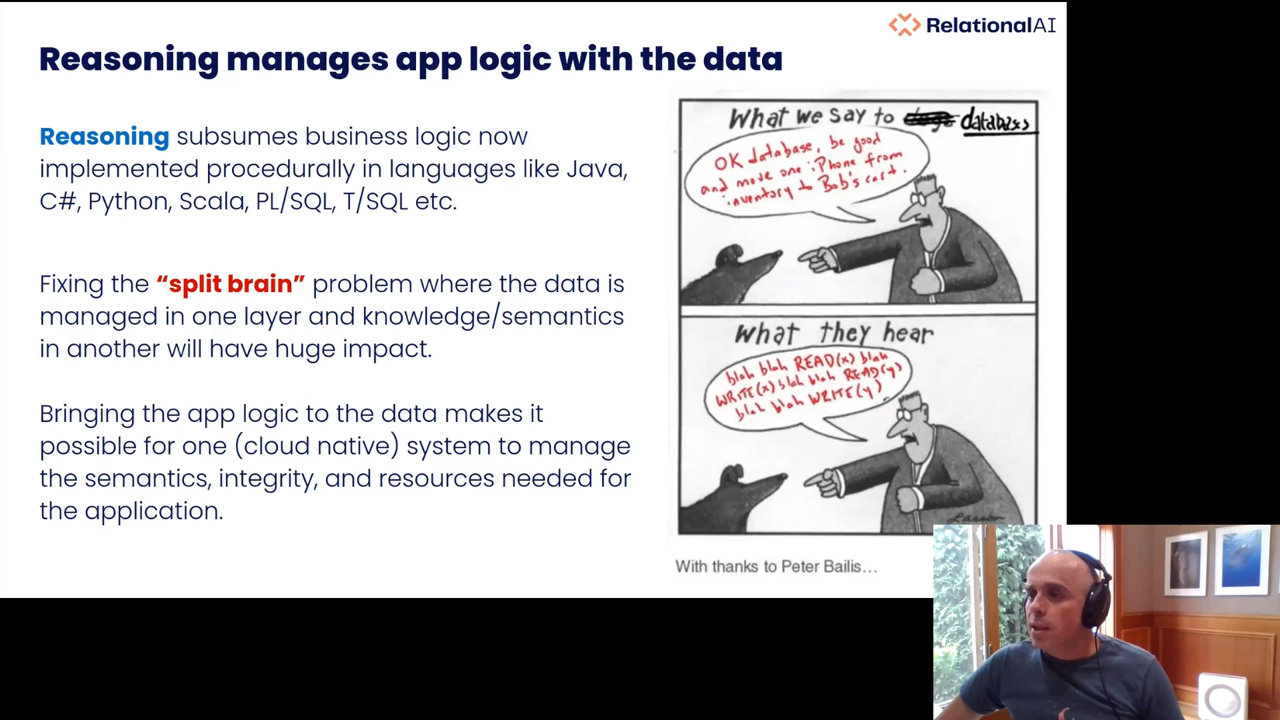 RelationalAI
Reasoning manages app logic with the data
Reasoning subsumes business logic now
implemented procedurally in languages like Java,
C#, Python, Scala, PL/SQL, T/SQL etc.
Fixing the “split brain” problem where the data is
managed in one layer and knowledge/semantics
in another will have huge impact.
Bringing the app logic to the data makes it
possible for one (cloud native) system to manage
the semantics, integrity, and resources needed for
the application.
What we say to dogs databases
OK database, be good
and move one iPhone from
inventory to Bob's cart.
What they hear
blah blah READ(x) blah
WRITE(x) blah blah READ(y)
blah blah WRITE(y)
Larson
With thanks to Peter Bailis...